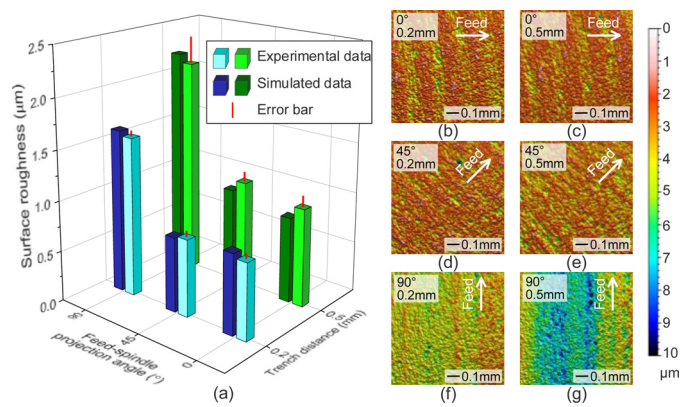 2.5
2.0
1.5
1.0
0.5
0.0
Surface roughness (μm)
Experimental data
Simulated data
Error bar
90
45
0
Feed-spindle
projection angle (°)
0.2
0.5
Trench distance (mm)
(a)
0°
0.2mm
Feed
0.1mm
(b)
0°
0.5mm
Feed
0.1mm
(c)
45°
0.2mm
Feed
0.1mm
(d)
45°
0.5mm
Feed
0.1mm
(e)
90°
0.2mm
Feed
0.1mm
(f)
90°
0.5mm
Feed
0.1mm
(g)
0
1
2
3
4
5
6
7
8
9
10
μm